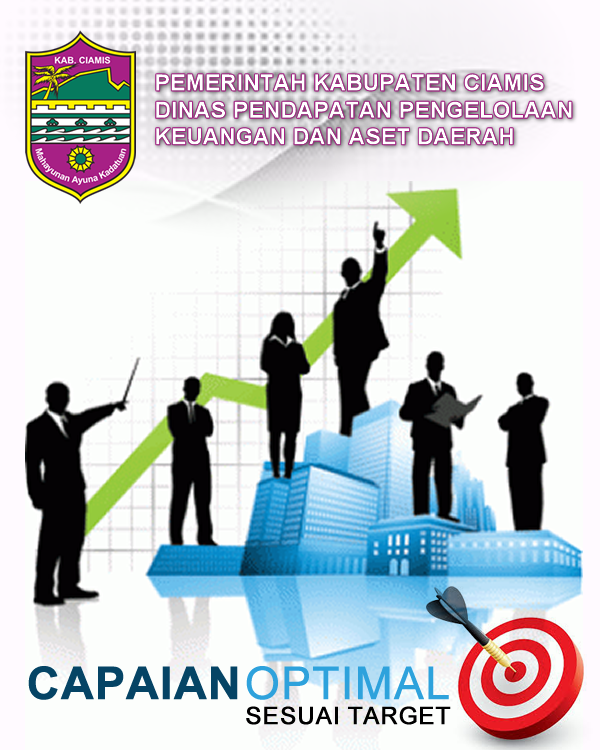 KAB. CIAMIS
PEMERINTAH KABUPATEN CIAMIS
DINAS PENDAPATAN PENGELOLAAN
KEUANGAN DAN ASET DAERAH
Mahayunan Ayuna Kadatuan
CAPAIAN OPTIMAL
SESUAI TARGET